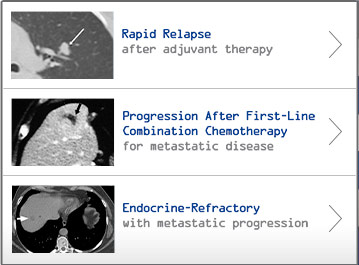 Rapid Relapse
after adjuvant therapy
Progression After First-Line
Combination Chemotherapy
for metastatic disease
Endocrine-Refractory
with metastatic progression